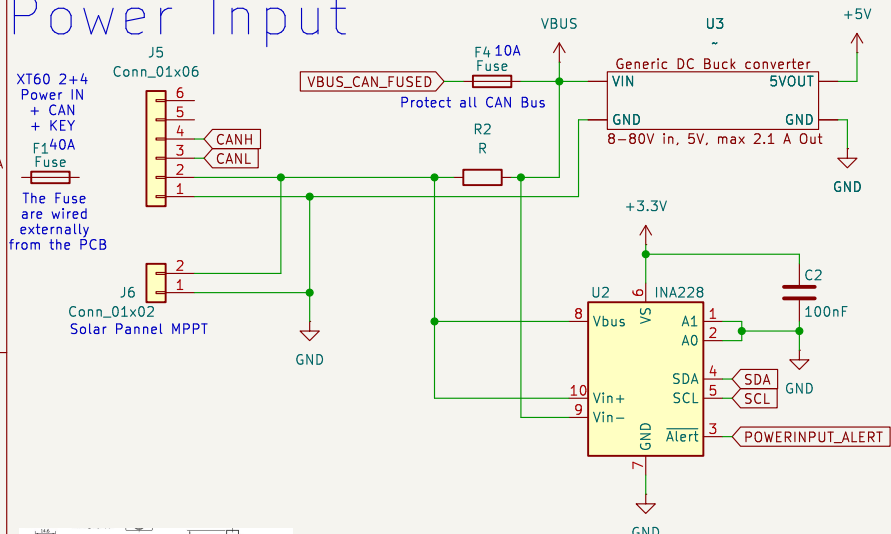 Power Input
J5
Conn_01x06
XT60 2+4
Power IN
+ CAN
+ KEY
F1 40A
Fuse
The Fuse
are wired
externally
from the PCB
6
5
4
3
2
1
CANH
CANL
2
1
J6
Conn_01x02
Solar Pannel MPPT
GND
VBUS_CAN_FUSED
F4 10A
Fuse
Protect all CAN Bus
VBUS
R2
R
U3
~
Generic DC Buck converter
VIN
5VOUT
GND
GND
8-80V in, 5V, max 2.1 A Out
+5V
GND
+3.3V
C2
100nF
GND
U2
INA228
6
VS
8
Vbus
10
Vin+
9
Vin-
A1
1
A0
2
SDA
4
SCL
5
Alert
3
GND
7
SDA
SCL
POWERINPUT_ALERT
GND